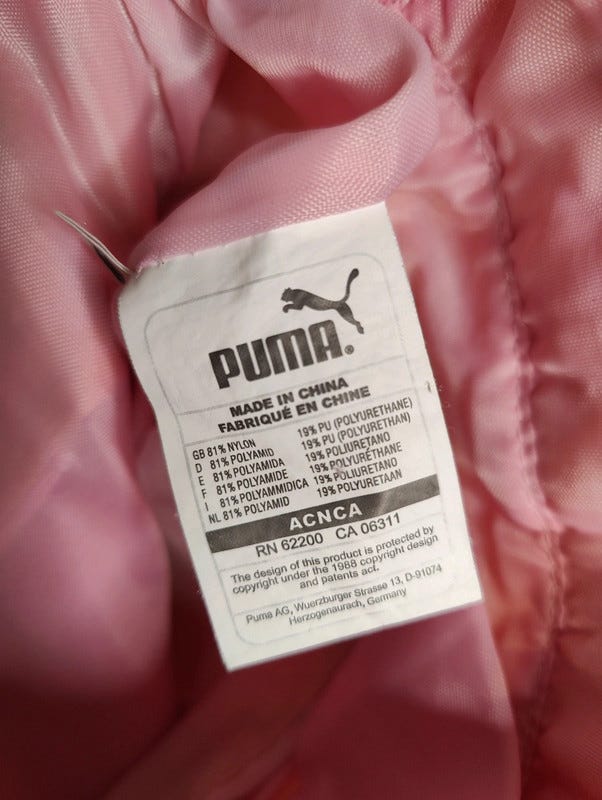 PUMA®
MADE IN CHINA
FABRIQUÉ EN CHINE
GB 81% NYLON 19% PU (POLYURETHANE)
D 81% POLYAMID 19% PU (POLYURETHAN)
E 81% POLYAMIDA 19% POLIURETANO
F 81% POLYAMIDE 19% POLYURÉTHANE
I 81% POLYAMMIDICA 19% POLIURETANO
NL 81% POLYAMID 19% POLYURETAAN
ACNCA
RN 62200 CA 06311
The design of this product is protected by
copyright under the 1988 copyright design
and patents act.
Puma AG, Wuerzburger Strasse 13, D-91074
Herzogenaurach, Germany